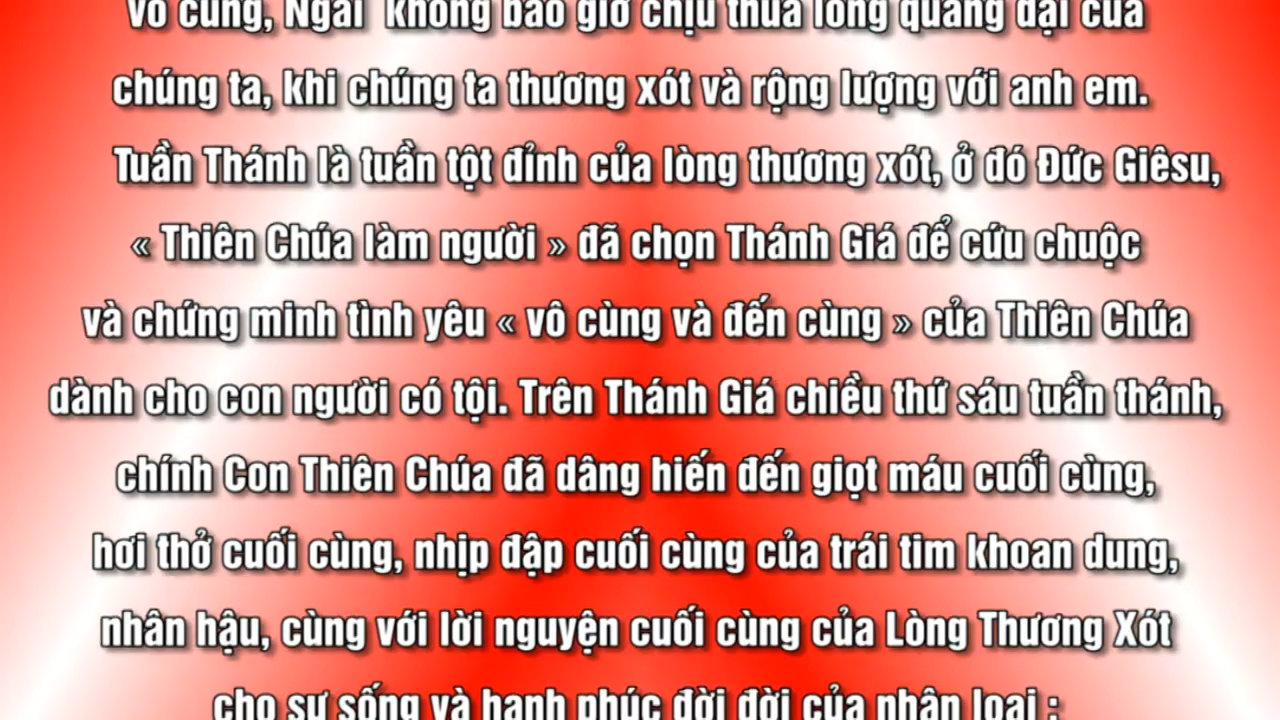 vô cùng, Ngài không bao giờ chịu thua lòng quảng đại của
chúng ta, khi chúng ta thương xót và rộng lượng với anh em.
Tuần Thánh là tuần tột đỉnh của lòng thương xót, ở đó Đức Giêsu,
« Thiên Chúa làm người » đã chọn Thánh Giá để cứu chuộc
và chứng minh tình yêu « vô cùng và đến cùng » của Thiên Chúa
dành cho con người có tội. Trên Thánh Giá chiều thứ sáu tuần thánh,
chính Con Thiên Chúa đã dâng hiến đến giọt máu cuối cùng,
hơi thở cuối cùng, nhịp đập cuối cùng của trái tim khoan dung,
nhân hậu, cùng với lời nguyện cuối cùng của Lòng Thương Xót
cho sự sống và hạnh phúc đời đời của nhân loại :